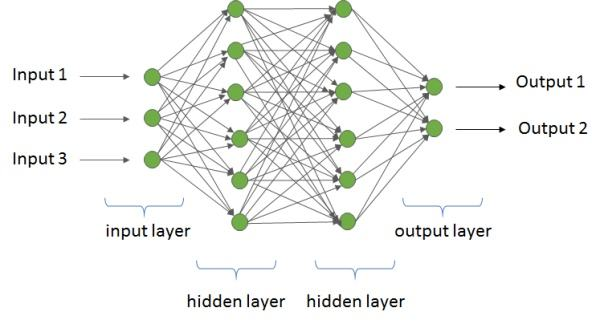 Input 1
Input 2
Input 3
Output 1
Output 2
input layer
output layer
hidden layer
hidden layer